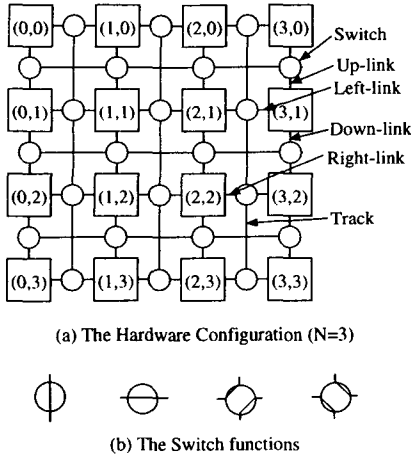 (0,0) (1,0) (2,0) (3,0)
Switch
Up-link
Left-link
(0,1) (1,1) (2,1) (3,1)
Down-link
Right-link
(0,2) (1,2) (2,2) (3,2)
Track
(0,3) (1,3) (2,3) (3,3)
(a) The Hardware Configuration (N=3)
(b) The Switch functions